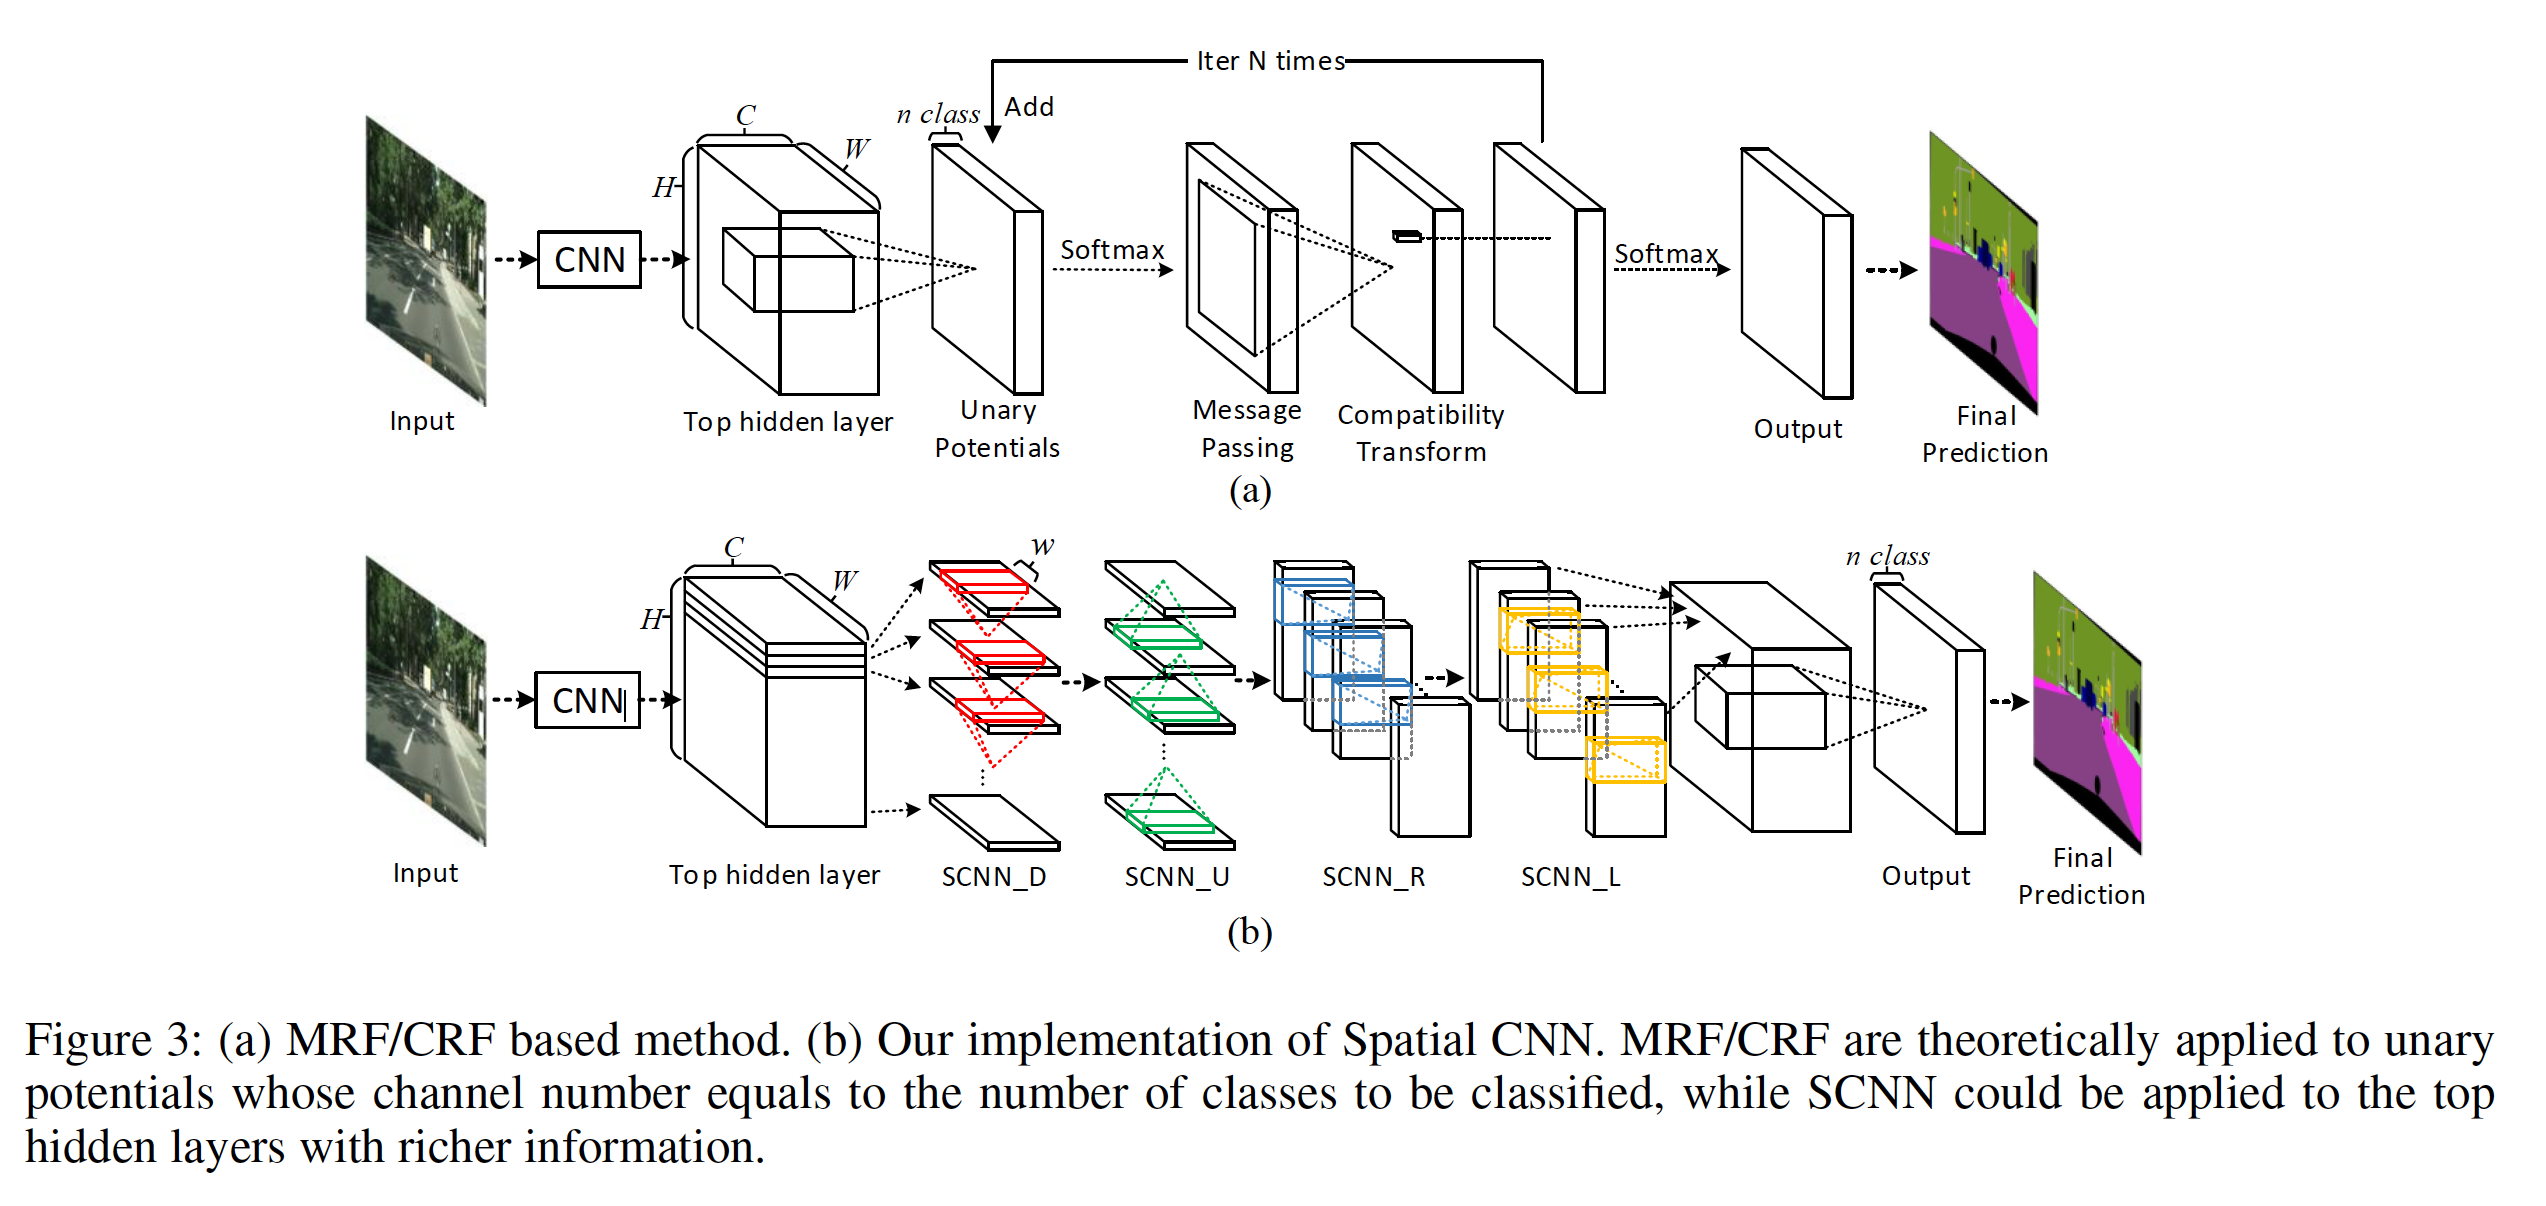 Iter N times
Add
n class
C
W
H
CNN
Softmax
Softmax
Input
Top hidden layer
Unary
Potentials
Message
Passing
Compatibility
Transform
Output
Final
Prediction
(a)
C
W
H
w
n class
CNN
Input
Top hidden layer
SCNN_D
SCNN_U
SCNN_R
SCNN_L
Output
Final
Prediction
(b)
Figure 3: (a) MRF/CRF based method. (b) Our implementation of Spatial CNN. MRF/CRF are theoretically applied to unary
potentials whose channel number equals to the number of classes to be classified, while SCNN could be applied to the top
hidden layers with richer information.